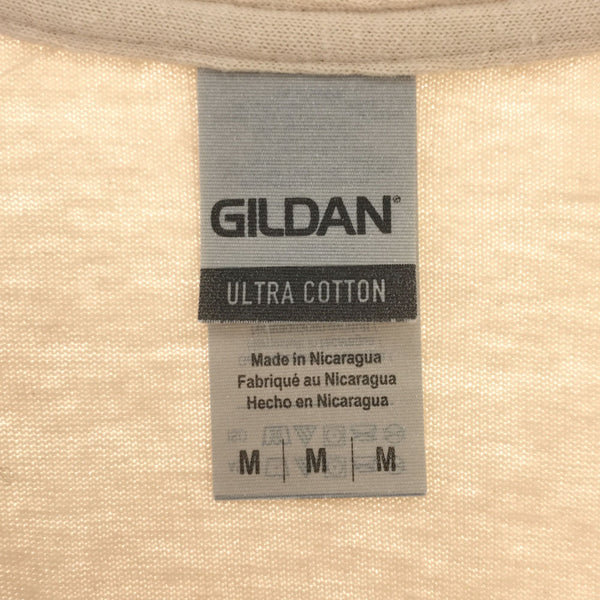 GILDAN®
ULTRA COTTON
Made in Nicaragua
Fabriqué au Nicaragua
Hecho en Nicaragua
M | M | M